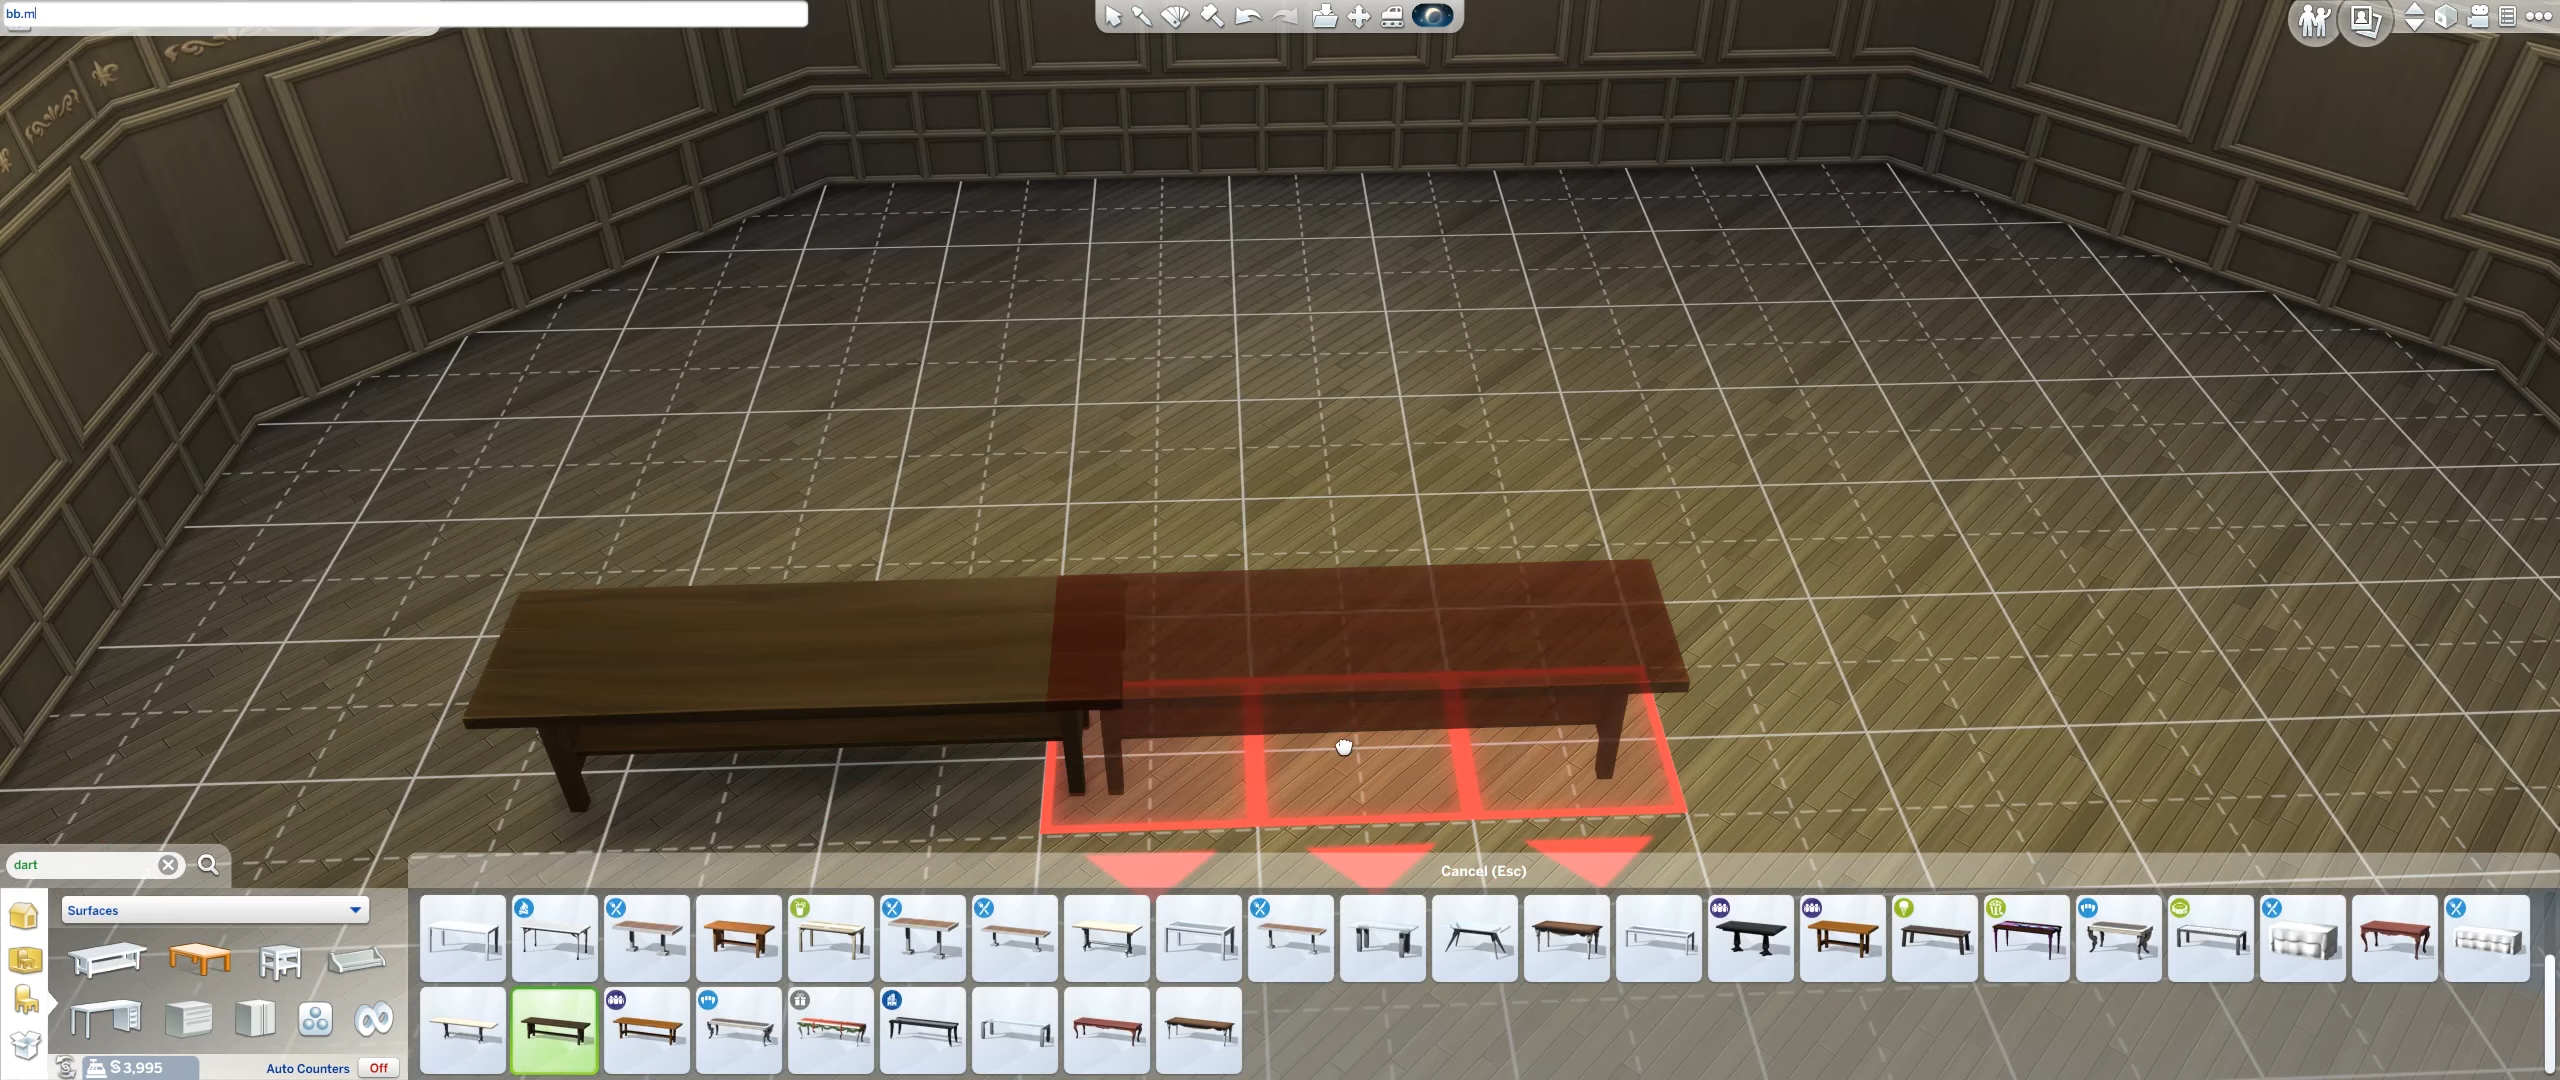 bb.m
dart
Cancel (Esc)
Surfaces
§3,995
Auto Counters Off